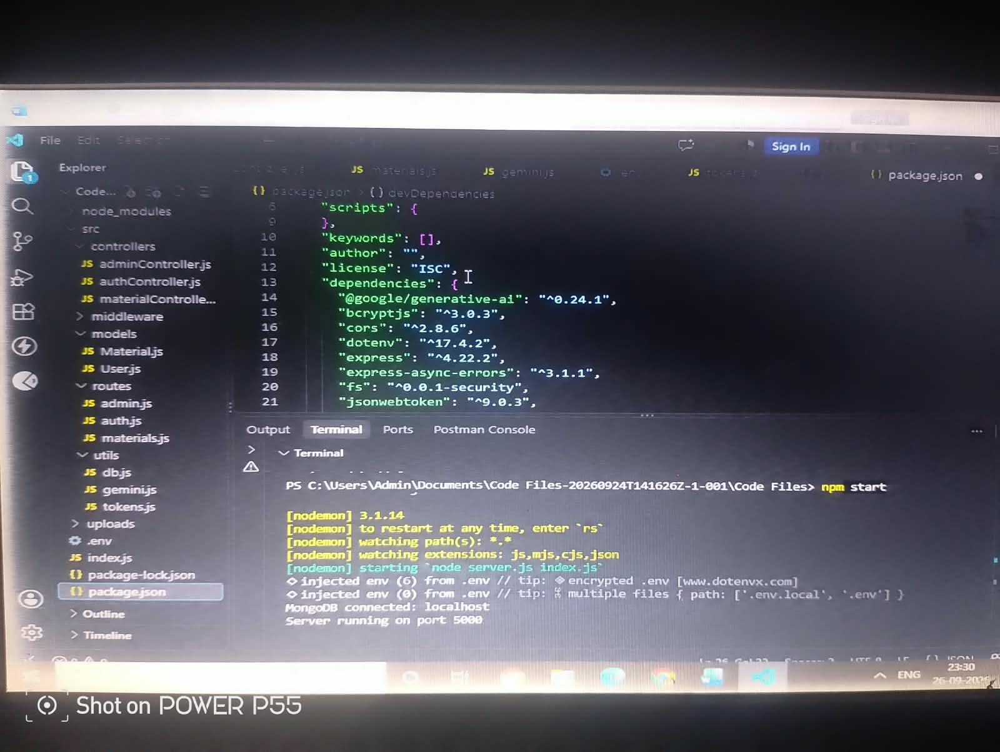 Sign In
File Edit Selection
Sign In
Explorer
JS materials.js JS gemini.js JS tokens.js {} package.json
Code...
{} package.json > {} devDependencies
node_modules
src
controllers
JS adminController.js
JS authController.js
JS materialControlle...
middleware
models
JS Material.js
JS User.js
routes
JS admin.js
JS auth.js
JS materials.js
utils
JS db.js
JS gemini.js
JS tokens.js
uploads
.env
JS index.js
{} package-lock.json
{} package.json
Outline
Timeline
6 "scripts": {
9 },
10 "keywords": [],
11 "author": "",
12 "license": "ISC",
13 "dependencies": {
14 "@google/generative-ai": "^0.24.1",
15 "bcryptjs": "^3.0.3",
16 "cors": "^2.8.6",
17 "dotenv": "^17.4.2",
18 "express": "^4.22.2",
19 "express-async-errors": "^3.1.1",
20 "fs": "^0.0.1-security",
21 "jsonwebtoken": "^9.0.3",
Output Terminal Ports Postman Console
Terminal
PS C:\Users\Admin\Documents\Code Files-20260924T141626Z-1-001\Code Files> npm start
[nodemon] 3.1.14
[nodemon] to restart at any time, enter `rs`
[nodemon] watching path(s): *.*
[nodemon] watching extensions: js,mjs,cjs,json
[nodemon] starting `node server.js index.js`
◇ injected env (6) from .env // tip: ◈ encrypted .env [www.dotenvx.com]
◇ injected env (0) from .env // tip: ⌘ multiple files { path: ['.env.local', '.env'] }
MongoDB connected: localhost
Server running on port 5000
ENG
23:30
26-09-2026
Shot on POWER P55